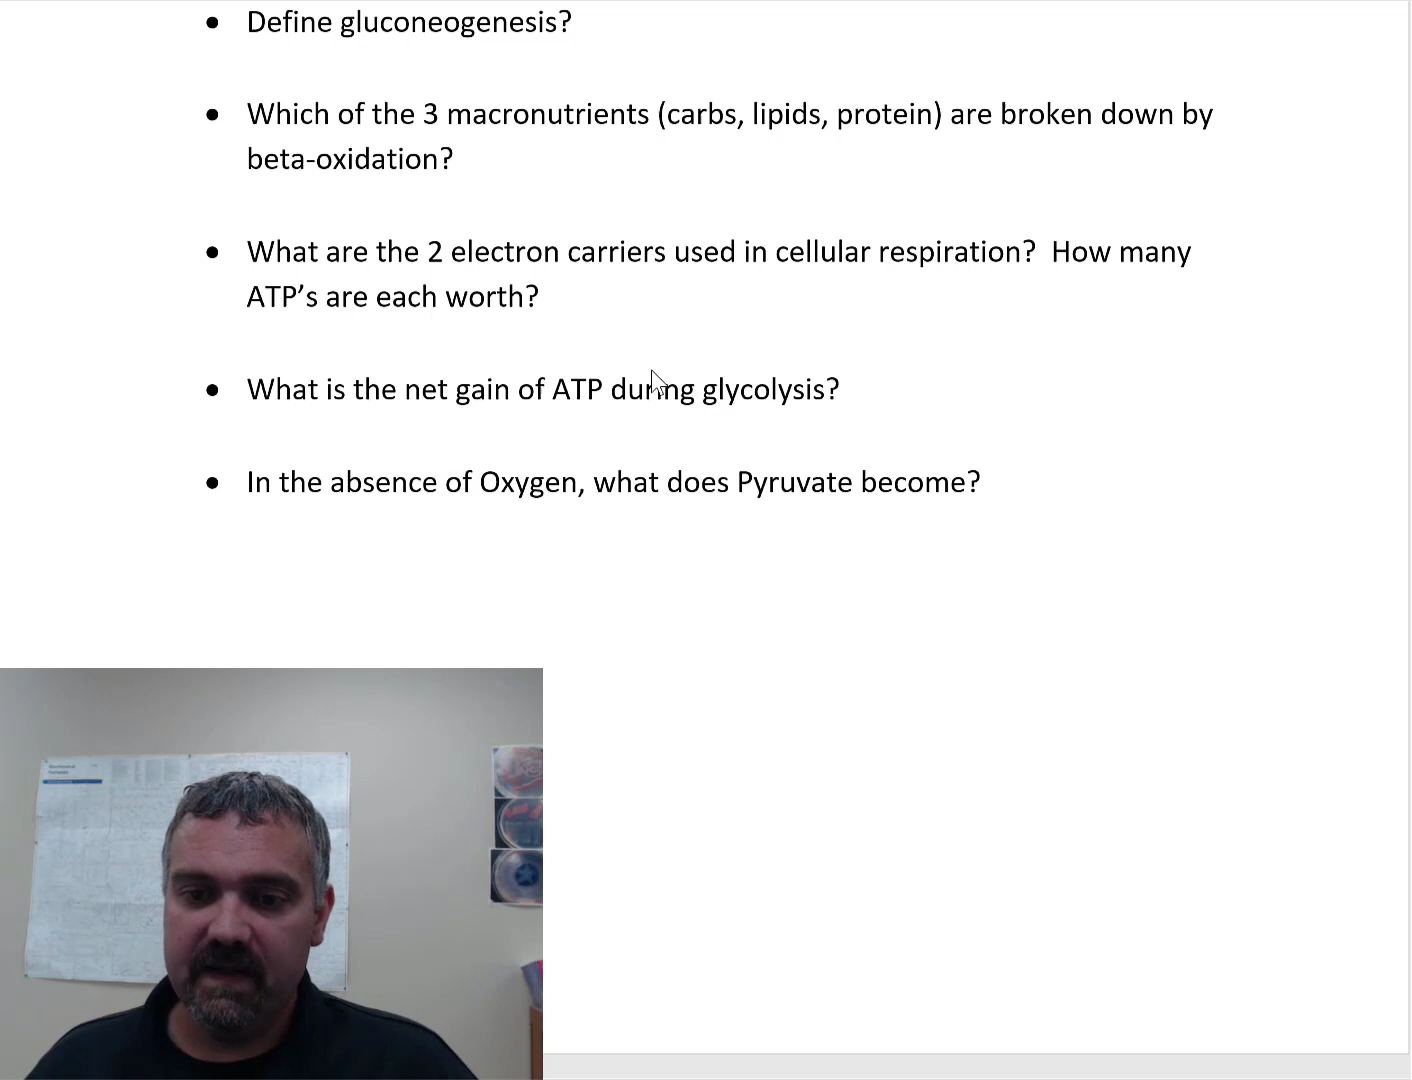 Define gluconeogenesis?
Which of the 3 macronutrients (carbs, lipids, protein) are broken down by
beta-oxidation?
What are the 2 electron carriers used in cellular respiration?  How many
ATP’s are each worth?
What is the net gain of ATP during glycolysis?
In the absence of Oxygen, what does Pyruvate become?